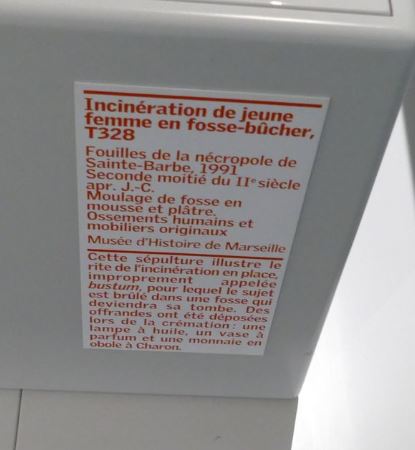 Incinération de jeune
femme en fosse-bûcher,
T328
Fouilles de la nécropole de
Sainte-Barbe, 1991
Seconde moitié du IIe siècle
apr. J.-C.
Moulage de fosse en
mousse et plâtre.
Ossements humains et
mobiliers originaux
Musée d'Histoire de Marseille
Cette sépulture illustre le
rite de l'incinération en place,
improprement appelée
bustum, pour lequel le sujet
est brûlé dans une fosse qui
deviendra sa tombe. Des
offrandes ont été déposées
lors de la crémation : une
lampe à huile, un vase à
parfum et une monnaie en
obole à Charon.